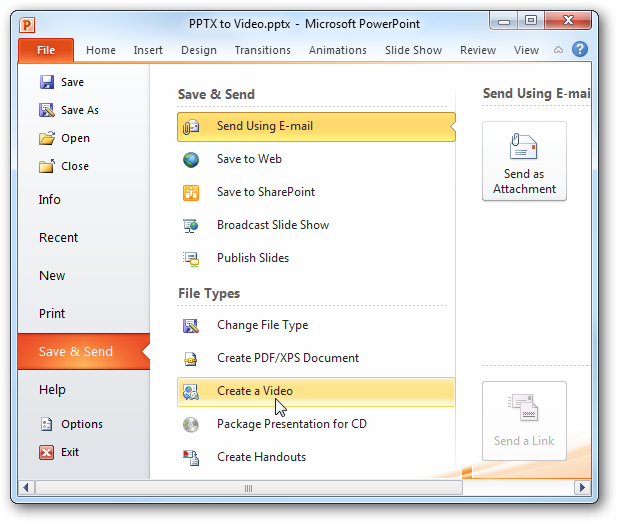 PPTX to Video.pptx - Microsoft PowerPoint
File Home Insert Design Transitions Animations Slide Show Review View
Save
Save As
Open
Close
Info
Recent
New
Print
Save & Send
Help
Options
Exit
Save & Send
Send Using E-mail
Save to Web
Save to SharePoint
Broadcast Slide Show
Publish Slides
File Types
Change File Type
Create PDF/XPS Document
Create a Video
Package Presentation for CD
Create Handouts
Send Using E-mai
Send as
Attachment
Send a Link